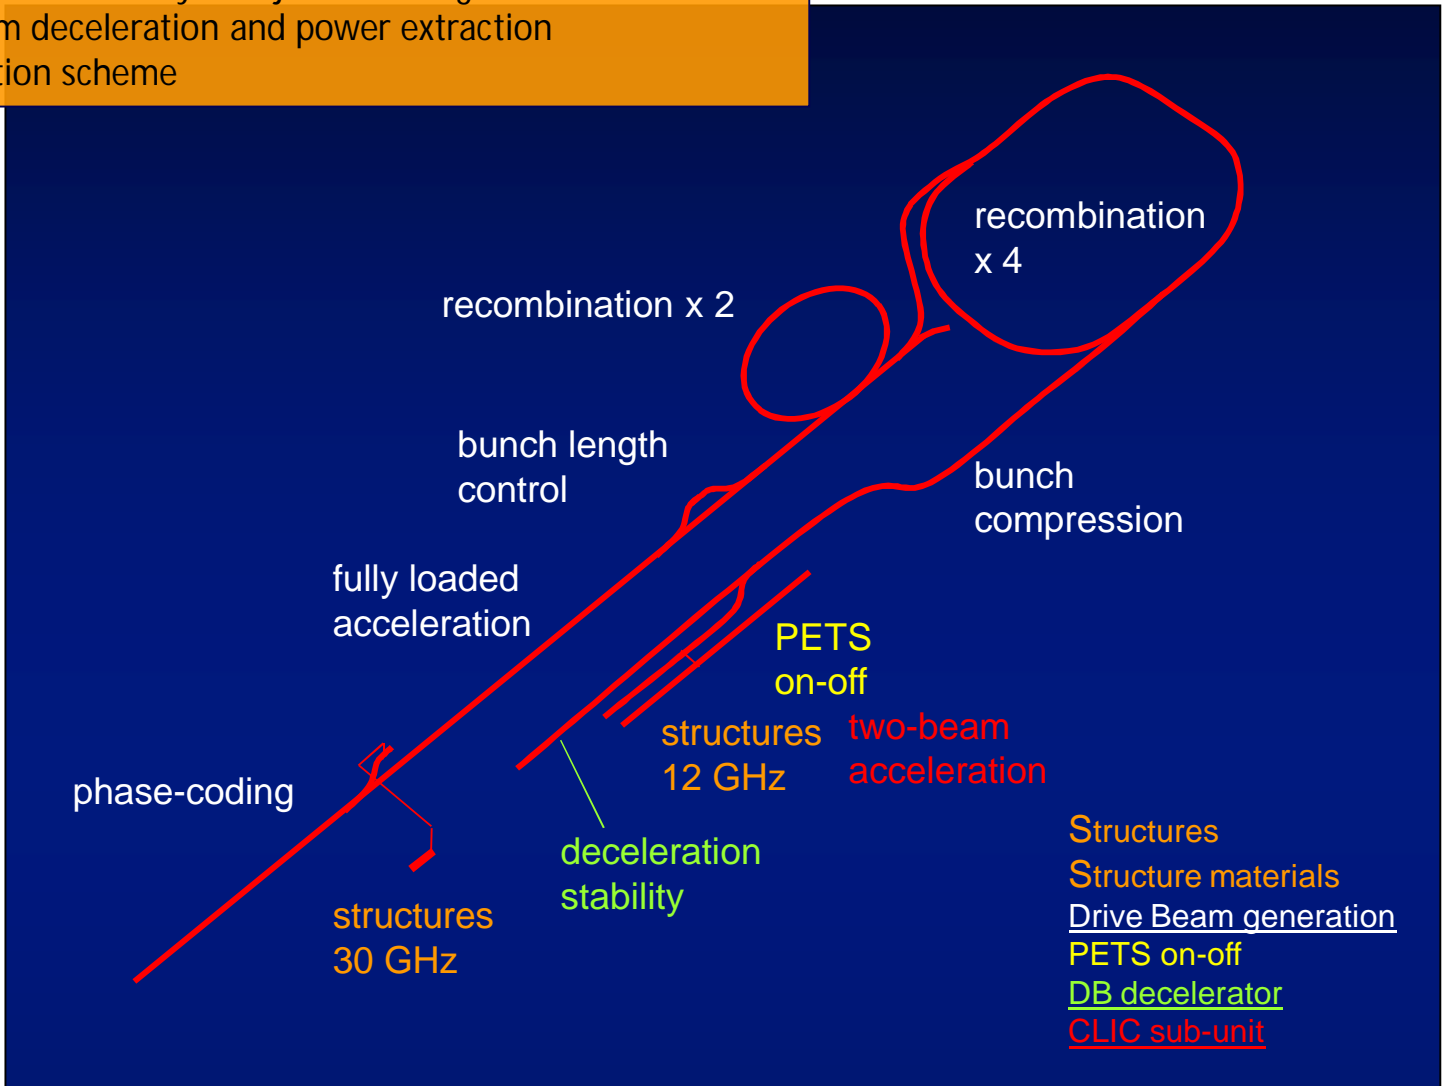 m deceleration and power extraction
tion scheme
recombination
x 4
recombination x 2
bunch length
control
bunch
compression
fully loaded
acceleration
PETS
on-off
structures
12 GHz
two-beam
acceleration
phase-coding
deceleration
stability
structures
30 GHz
Structures
Structure materials
Drive Beam generation
PETS on-off
DB decelerator
CLIC sub-unit